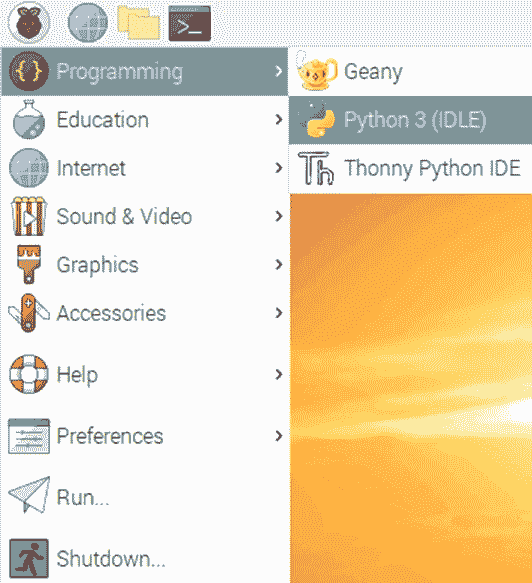 Programming
Geany
Education
Python 3 (IDLE)
Internet
Thonny Python IDE
Sound & Video
Graphics
Accessories
Help
Preferences
Run...
Shutdown...